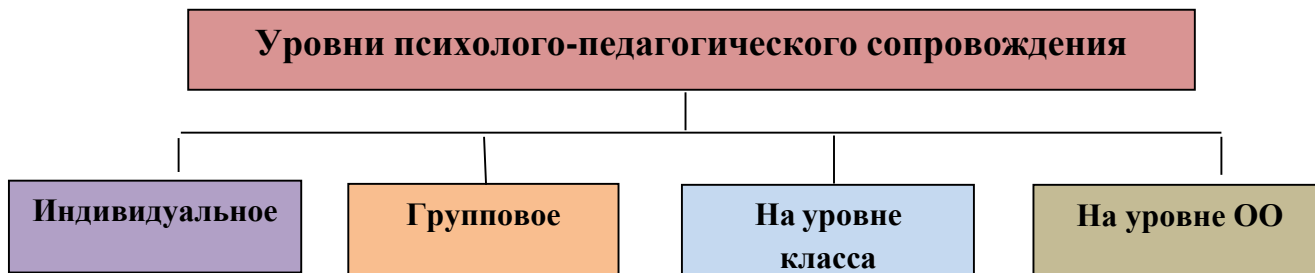 Уровни психолого-педагогического сопровождения
Индивидуальное
Групповое
На уровне
класса
На уровне ОО